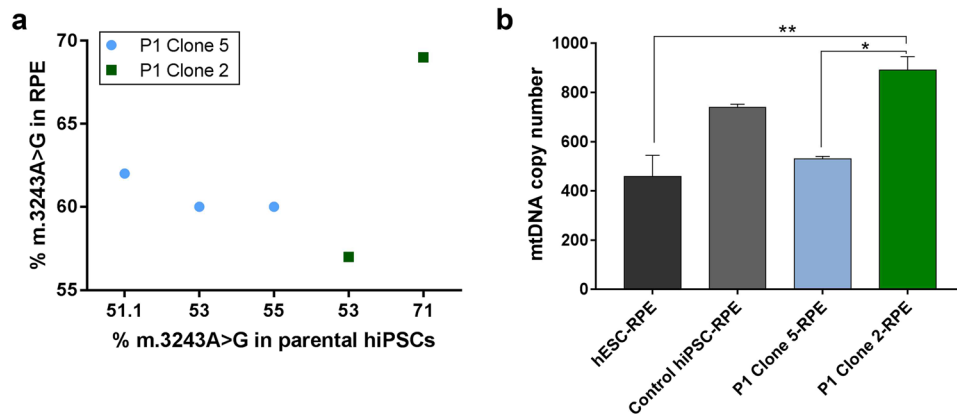 a
P1 Clone 5
P1 Clone 2
% m.3243A>G in RPE
70
65
60
55
51.1 53 55 53 71
% m.3243A>G in parental hiPSCs
b
**
*
mtDNA copy number
1000
800
600
400
200
0
hESC-RPE
Control hiPSC-RPE
P1 Clone 5-RPE
P1 Clone 2-RPE